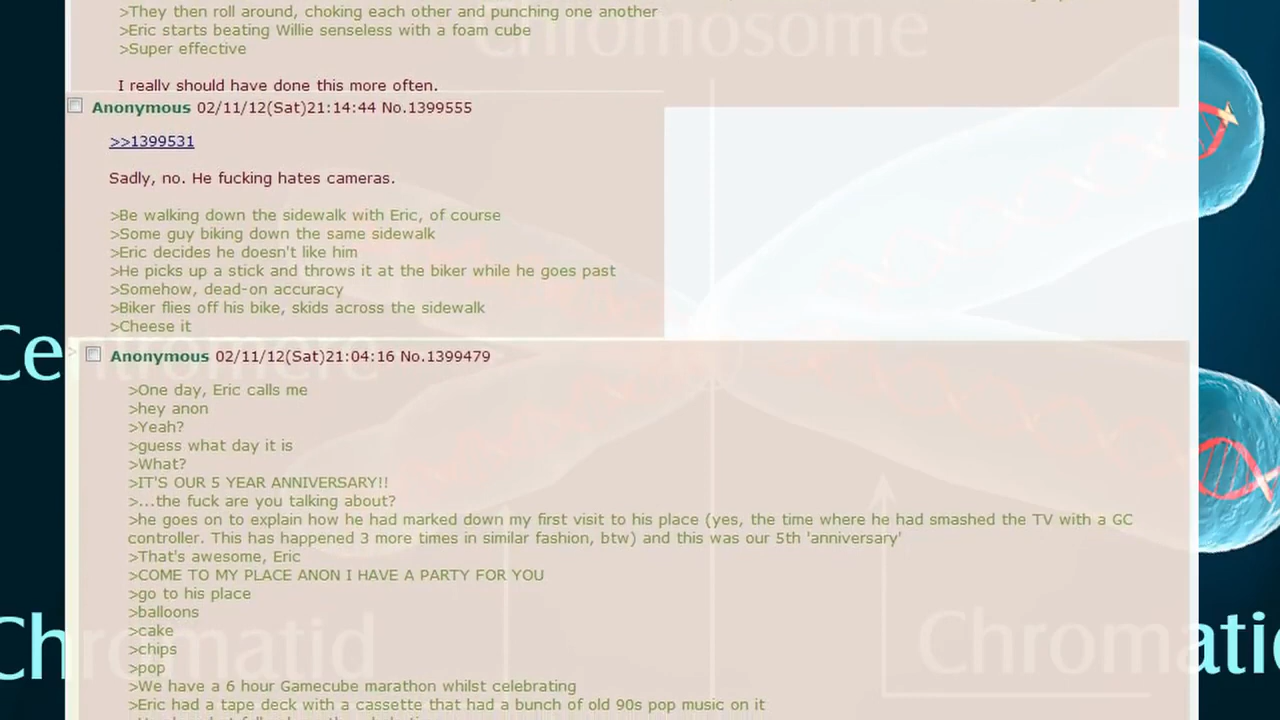 >They then roll around, choking each other and punching one another
>Eric starts beating Willie senseless with a foam cube
>Super effective
I really should have done this more often.
Chromosome
Anonymous 02/11/12(Sat)21:14:44 No.1399555
>>1399531
Sadly, no. He fucking hates cameras.
>Be walking down the sidewalk with Eric, of course
>Some guy biking down the same sidewalk
>Eric decides he doesn't like him
>He picks up a stick and throws it at the biker while he goes past
>Somehow, dead-on accuracy
>Biker flies off his bike, skids across the sidewalk
>Cheese it
Centromere
Anonymous 02/11/12(Sat)21:04:16 No.1399479
>One day, Eric calls me
>hey anon
>Yeah?
>guess what day it is
>What?
>IT'S OUR 5 YEAR ANNIVERSARY!!
>...the fuck are you talking about?
>he goes on to explain how he had marked down my first visit to his place (yes, the time where he had smashed the TV with a GC
controller. This has happened 3 more times in similar fashion, btw) and this was our 5th 'anniversary'
>That's awesome, Eric
>COME TO MY PLACE ANON I HAVE A PARTY FOR YOU
>go to his place
>balloons
>cake
>chips
>pop
Chromatid
Chromatid
>We have a 6 hour Gamecube marathon whilst celebrating
>Eric had a tape deck with a cassette that had a bunch of old 90s pop music on it